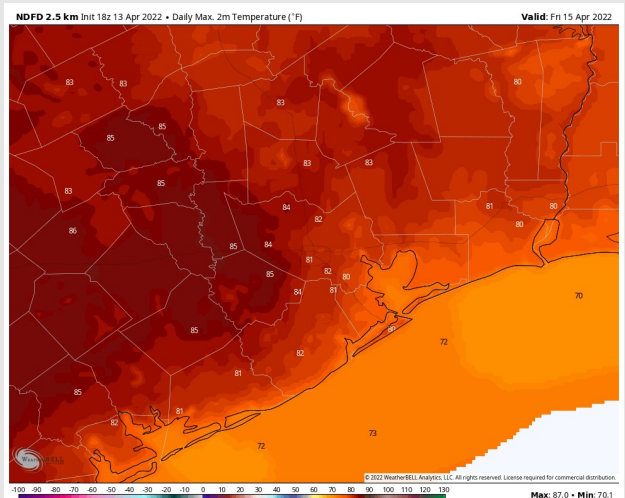 NDFD 2.5 km Init 18z 13 Apr 2022 • Daily Max. 2m Temperature (°F) Valid: Fri 15 Apr 2022
83 83 80
83
85 85
83 83
83 85
84 81 80
82 80
86
85 84
81
85 82 80
84 81
70
85 80
72
82
81
85
81
82
73
72
WeatherBELL
© 2022 WeatherBELL Analytics, LLC. All rights reserved. License required for commercial distribution.
-100 -90 -80 -70 -60 -50 -40 -30 -20 -10 0 10 20 30 40 50 60 70 80 90 100 110 120 130
Max: 87.0 • Min: 70.1